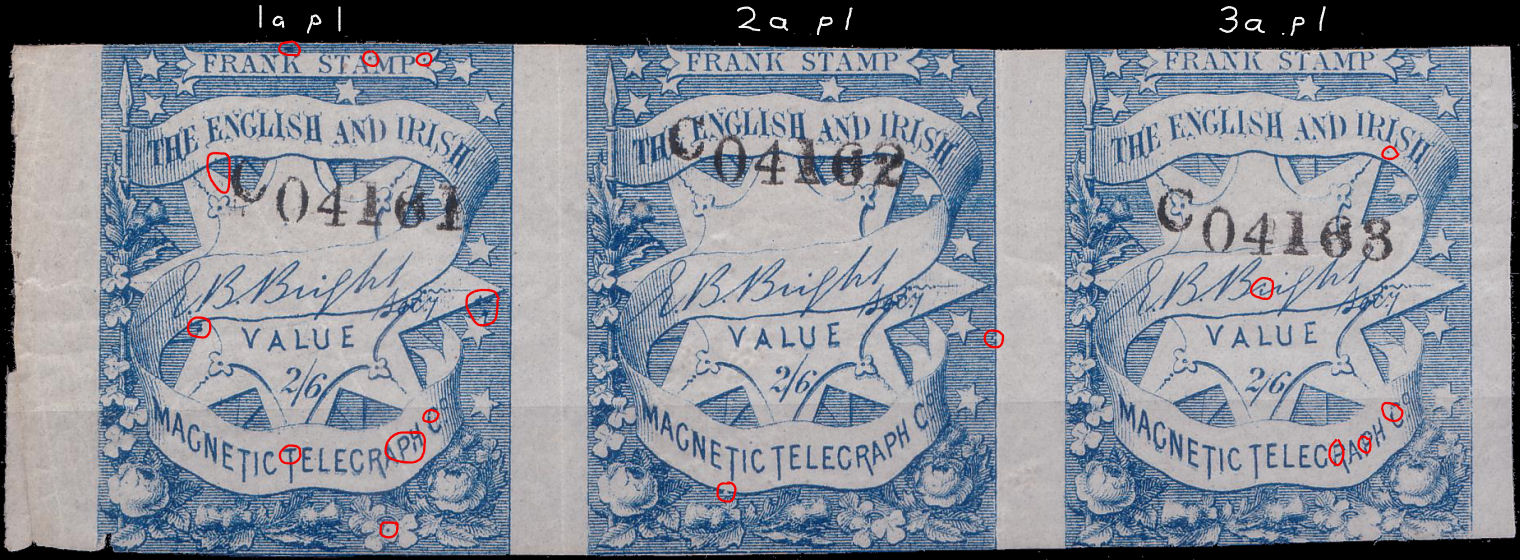 1a pl
2a pl
3a pl
FRANK STAMP
THE ENGLISH AND IRISH
C 04161
E.B. Bright
Secy
VALUE
2/6
MAGNETIC TELEGRAPH Co
FRANK STAMP
THE ENGLISH AND IRISH
C 04162
E.B. Bright
Secy
VALUE
2/6
MAGNETIC TELEGRAPH Co
FRANK STAMP
THE ENGLISH AND IRISH
C 04163
E.B. Bright
Secy
VALUE
2/6
MAGNETIC TELEGRAPH Co